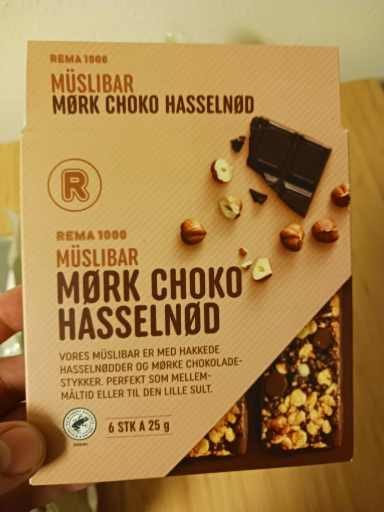 REMA 1000
MÜSLIBAR
MØRK CHOKO HASSELNØD
R
REMA 1000
MÜSLIBAR
MØRK CHOKO
HASSELNØD
VORES MÜSLIBAR ER MED HAKKEDE
HASSELNØDDER OG MØRKE CHOKOLADE-
STYKKER. PERFEKT SOM MELLEM-
MÅLTID ELLER TIL DEN LILLE SULT.
6 STK A 25 g